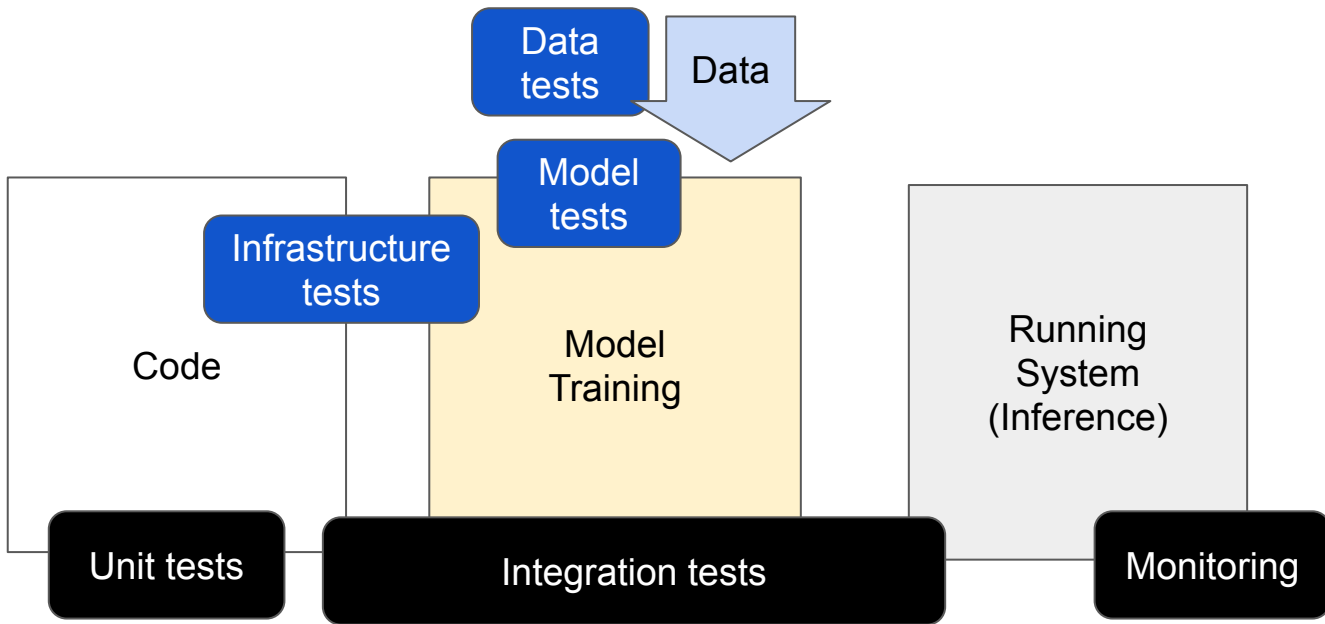 Data
tests
Data
Model
tests
Infrastructure
tests
Code
Model
Training
Running
System
(Inference)
Unit tests
Integration tests
Monitoring